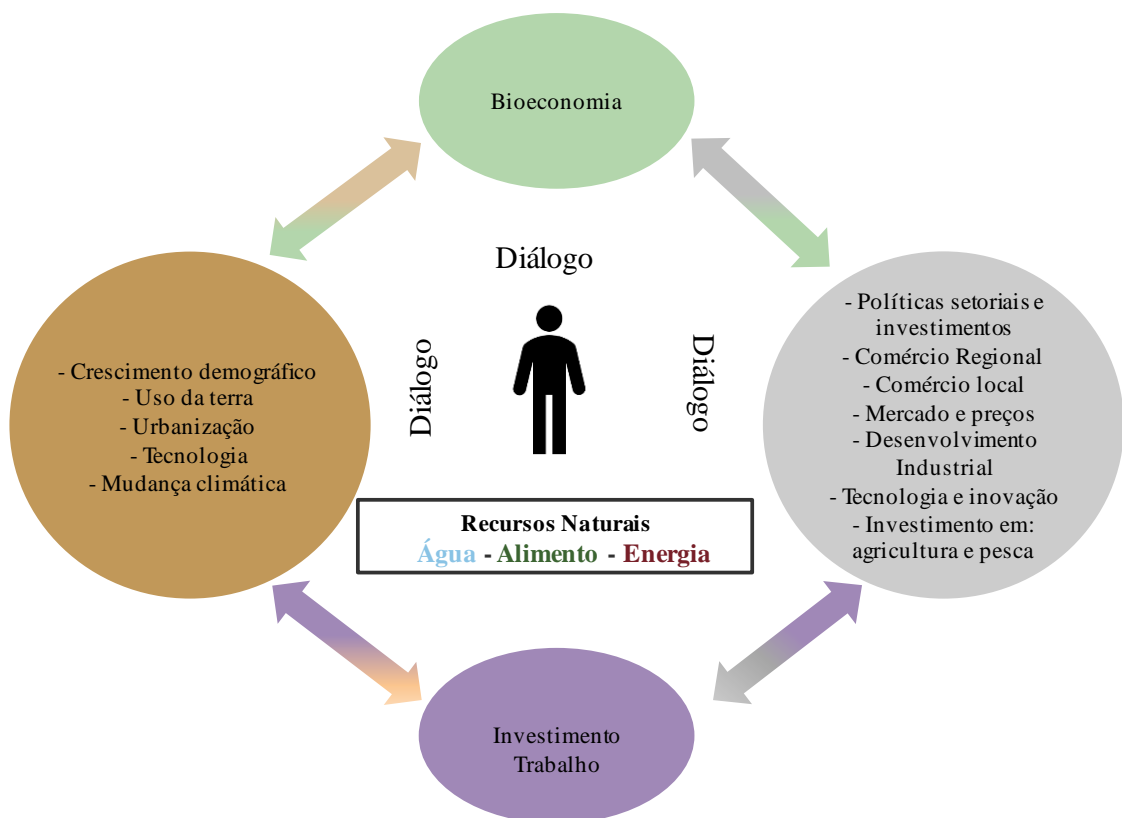 Bioeconomia
Diálogo
Diálogo
Diálogo
- Crescimento demográfico
- Uso da terra
- Urbanização
- Tecnologia
- Mudança climática
- Políticas setoriais e
investimentos
- Comércio Regional
- Comércio local
- Mercado e preços
- Desenvolvimento
Industrial
- Tecnologia e inovação
- Investimento em:
agricultura e pesca
Recursos Naturais
Água - Alimento - Energia
Investimento
Trabalho